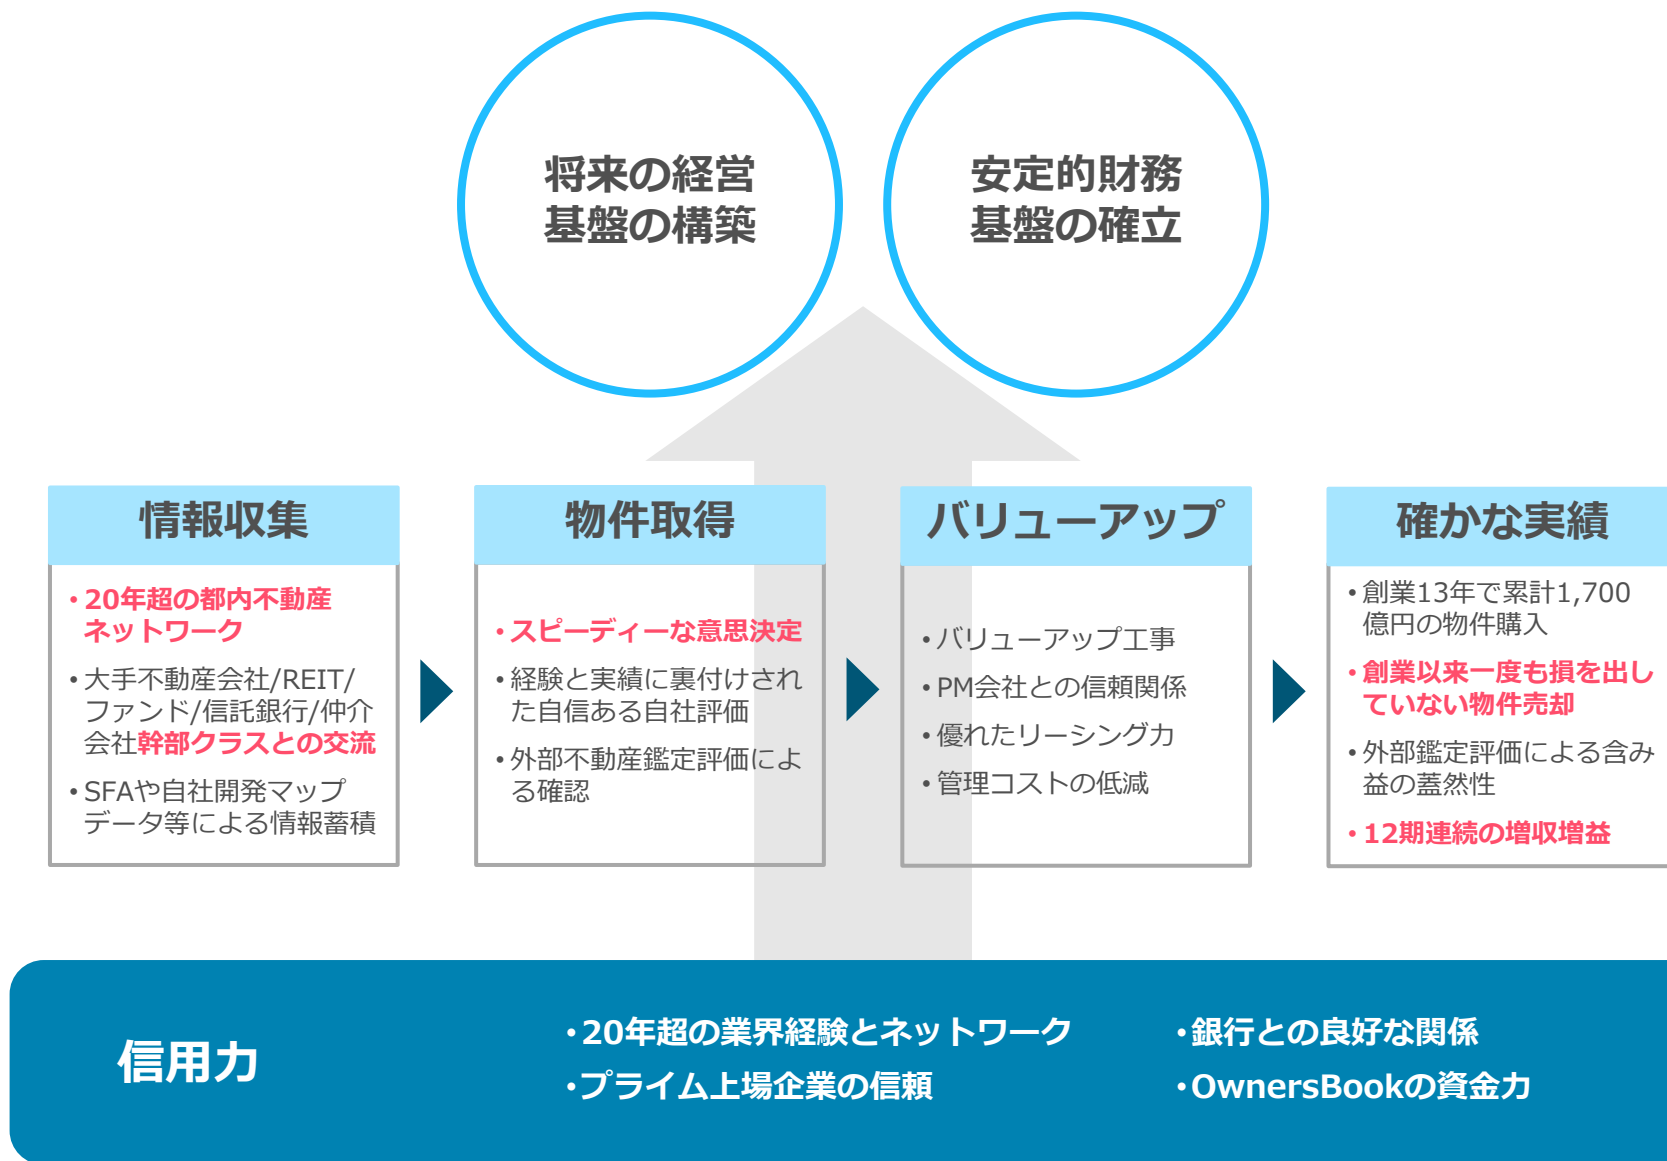 将来の経営
基盤の構築
安定的財務
基盤の確立
情報収集
・20年超の都内不動産
ネットワーク
・大手不動産会社/REIT/
ファンド/信託銀行/仲介
会社幹部クラスとの交流
・SFAや自社開発マップ
データ等による情報蓄積
物件取得
・スピーディーな意思決定
・経験と実績に裏付けされ
た自信ある自社評価
・外部不動産鑑定評価によ
る確認
バリューアップ
・バリューアップ工事
・PM会社との信頼関係
・優れたリーシング力
・管理コストの低減
確かな実績
・創業13年で累計1,700
億円の物件購入
・創業以来一度も損を出し
ていない物件売却
・外部鑑定評価による含み
益の蓋然性
・12期連続の増収増益
信用力
・20年超の業界経験とネットワーク
・プライム上場企業の信頼
・銀行との良好な関係
・OwnersBookの資金力